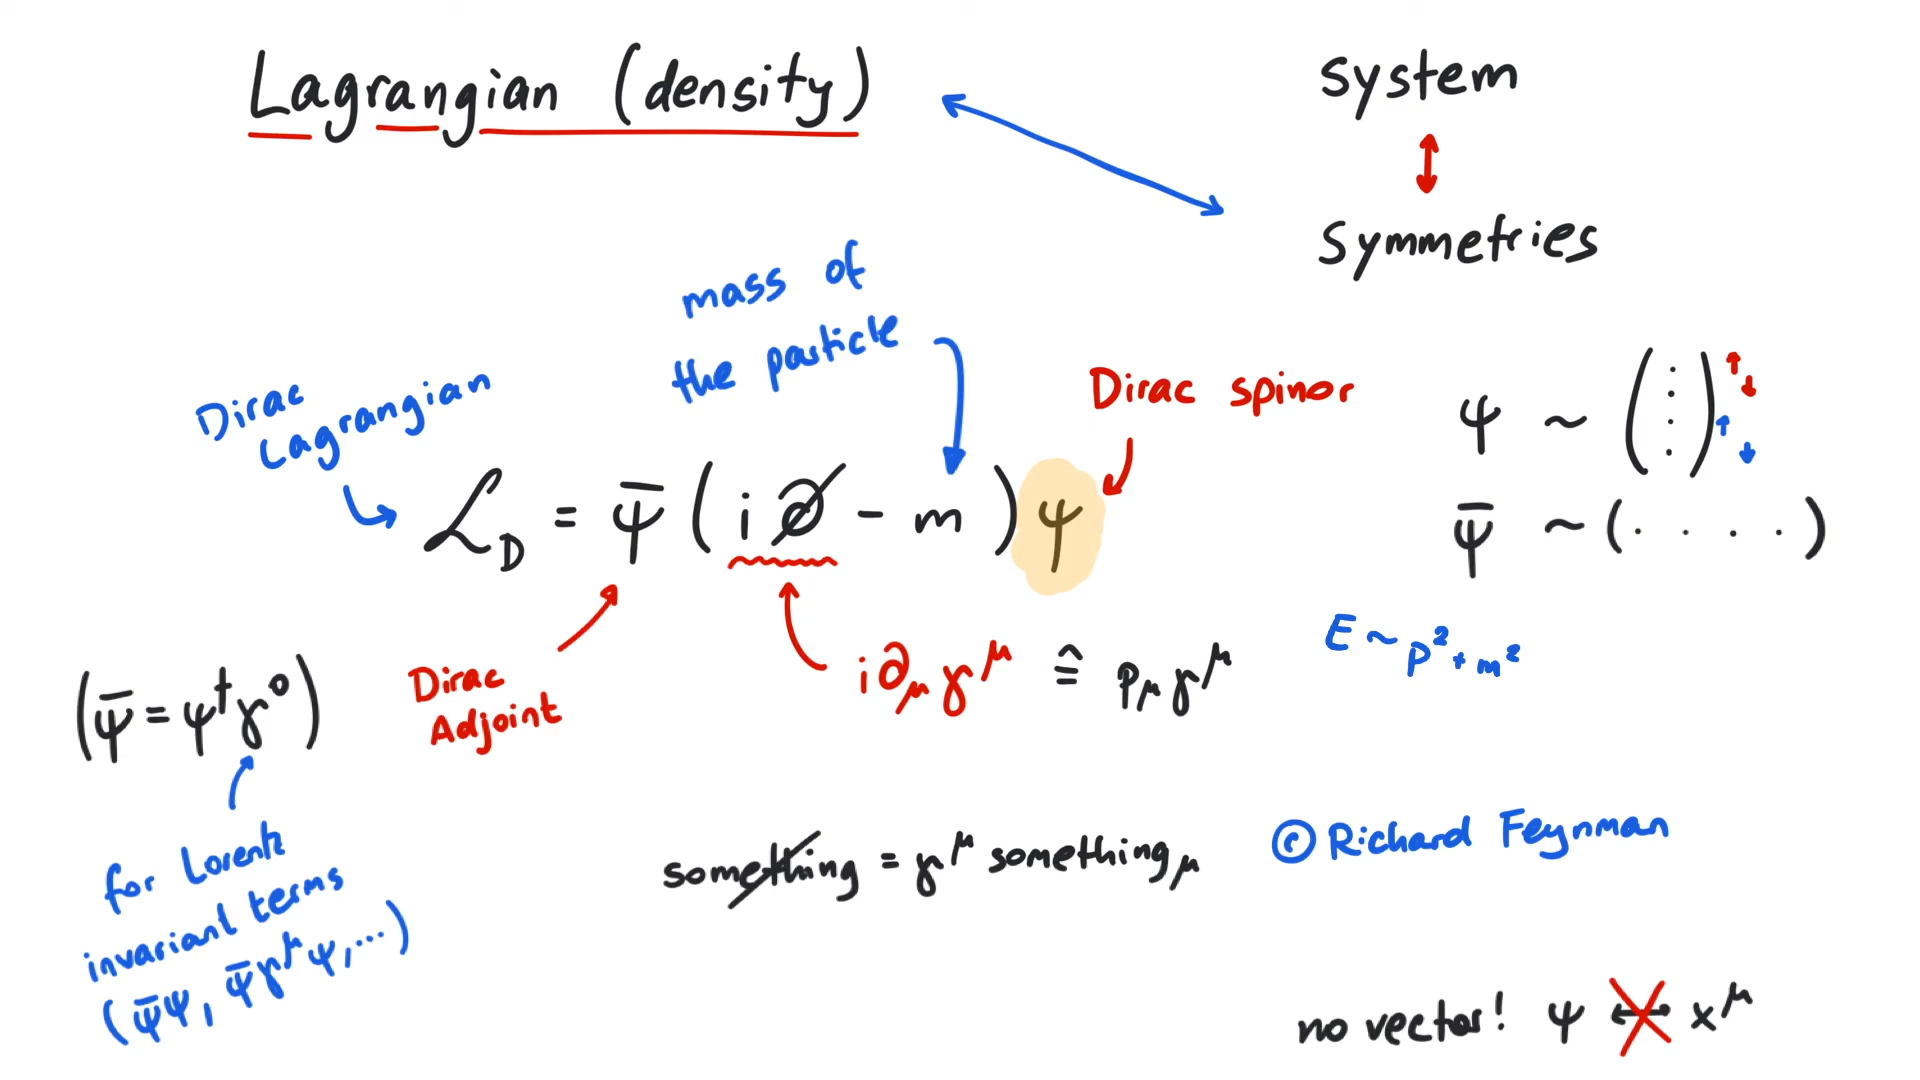 Lagrangian (density)
System
↕
Symmetries
mass of
the particle
Dirac
Lagrangian
Dirac spinor
ℒ_D = ψ̄ (i∂̸ - m) ψ
ψ ~ (⋮) ↑↓↑↓
ψ̄ ~ (. . . .)
E ~ p² + m²
(ψ̄ = ψ†γ⁰)
Dirac
Adjoint
i∂_μ γ^μ ≙ p_μ γ^μ
for Lorentz
invariant terms
(ψ̄ψ, ψ̄γ^μψ, ...)
something = γ^μ something_μ
© Richard Feynman
no vector! ψ ↔ x^μ